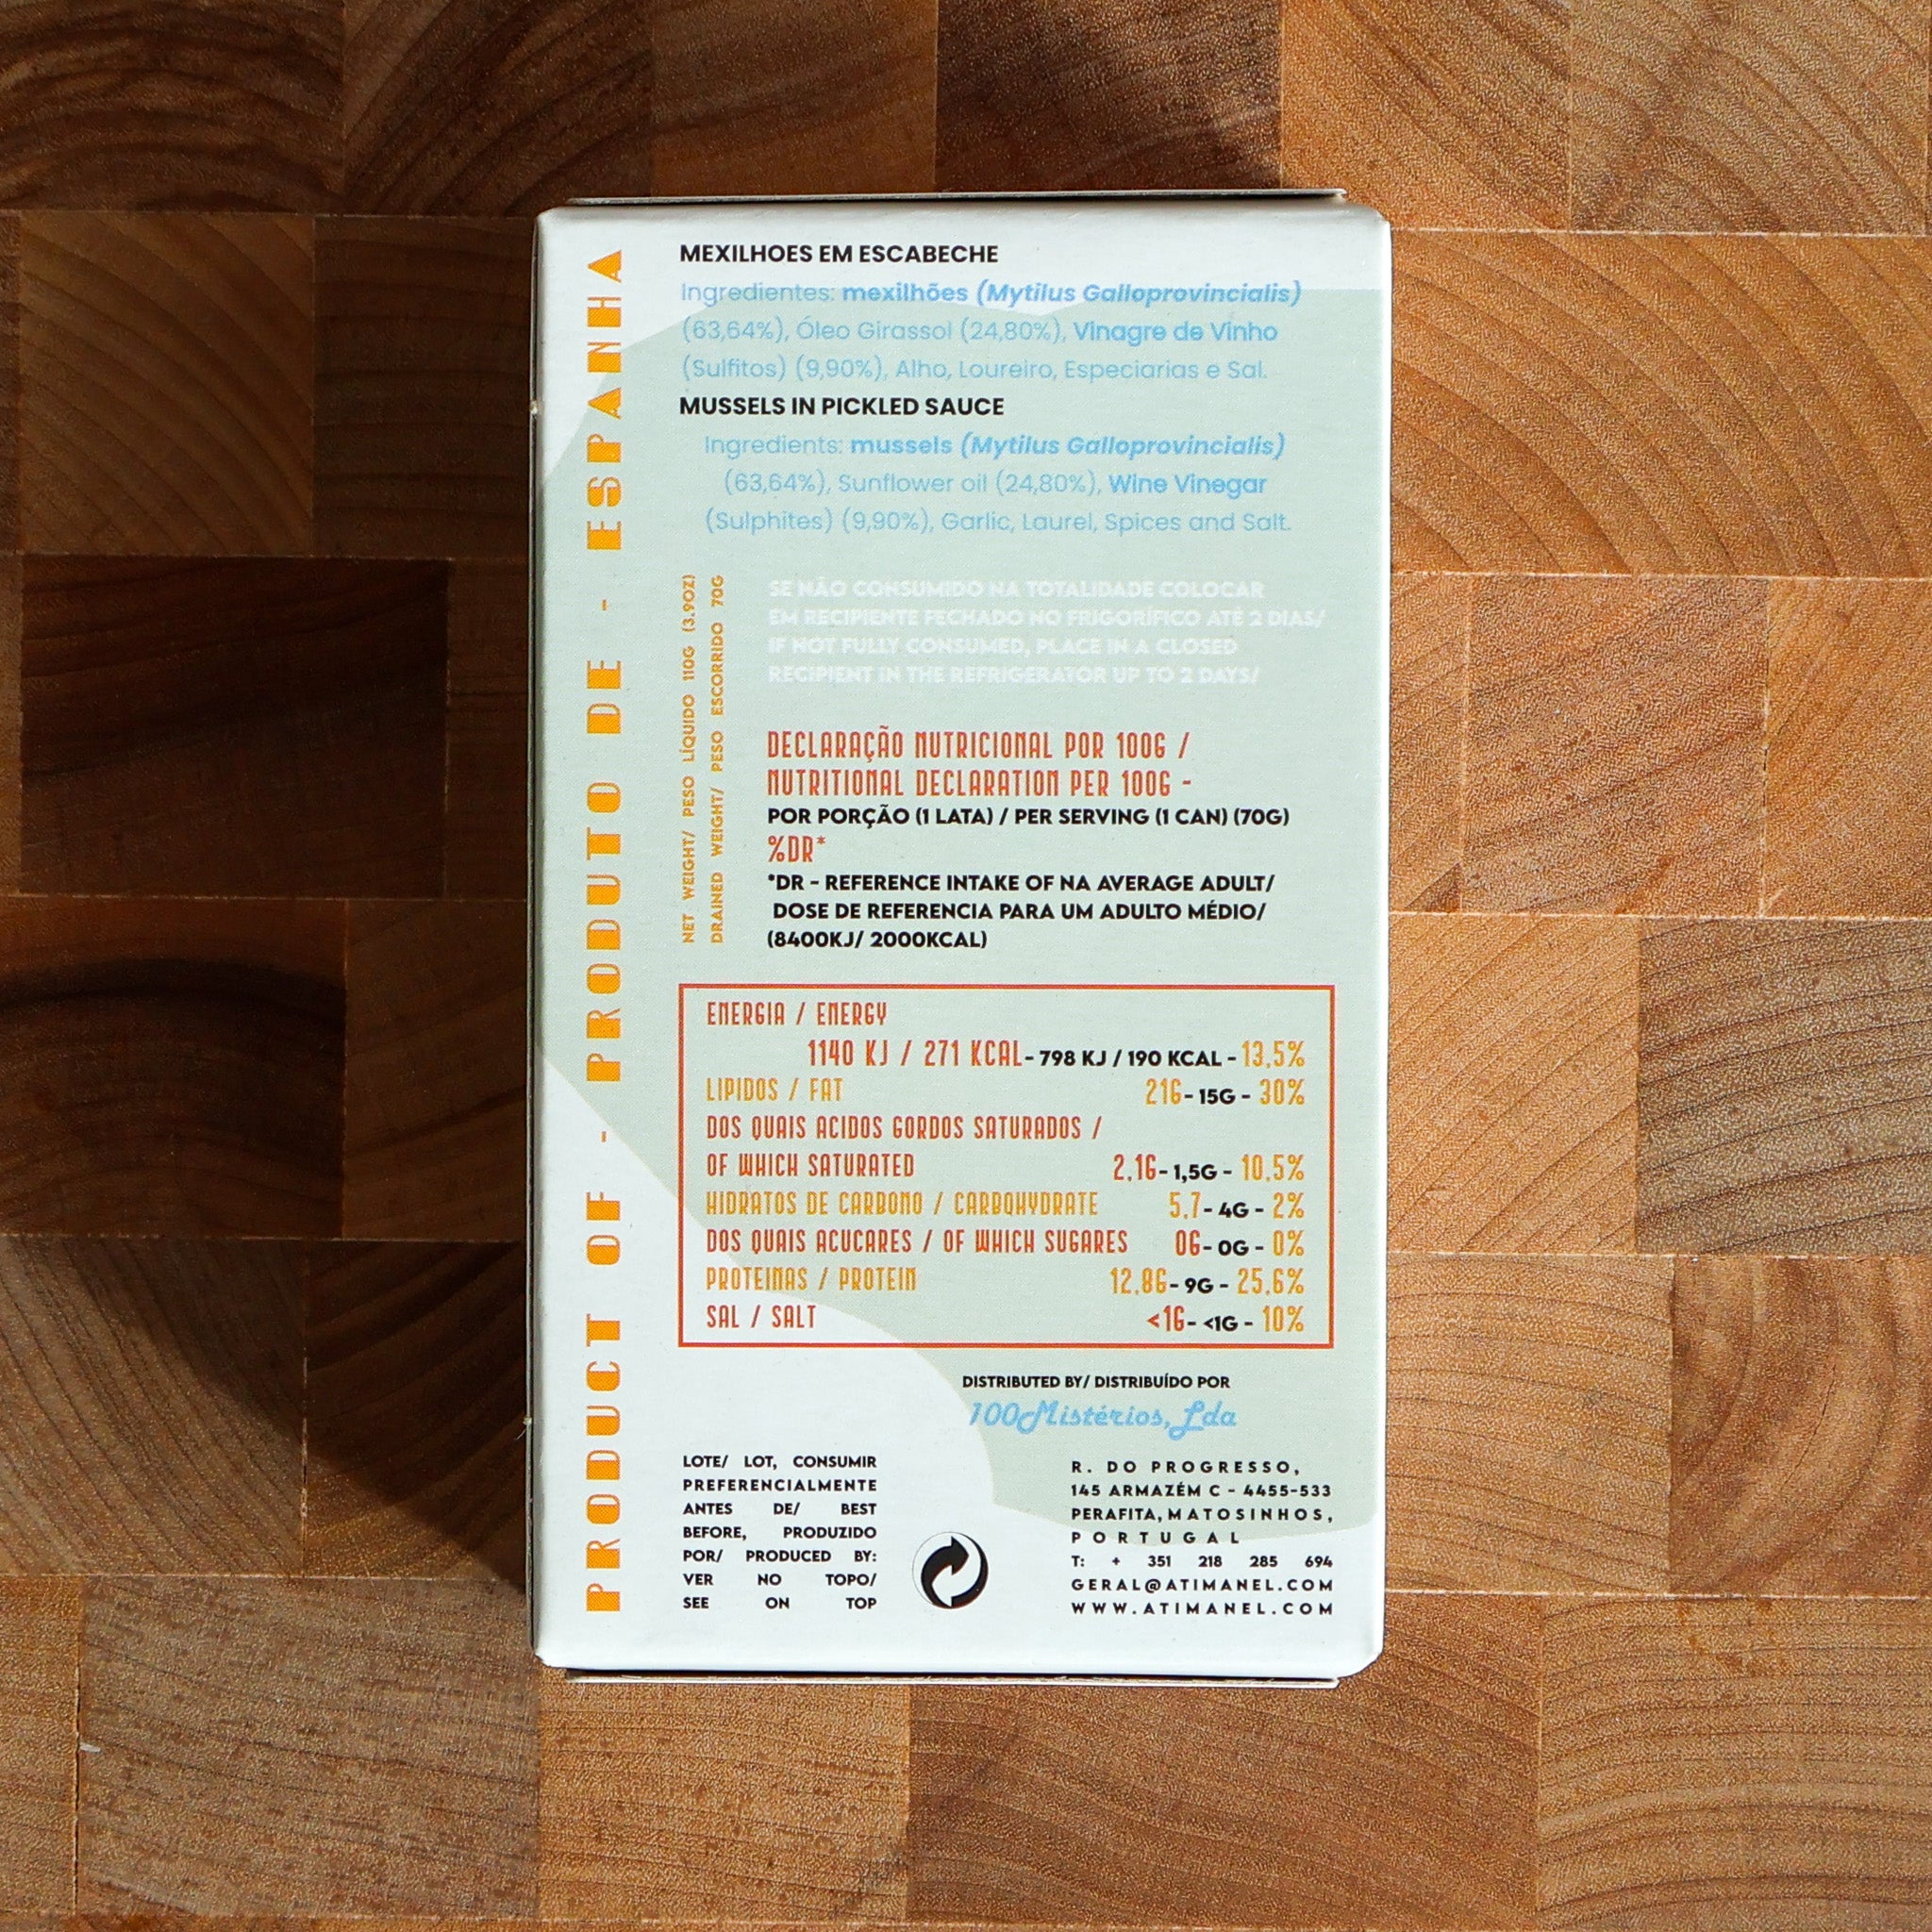 MEXILHOES EM ESCABECHE
Ingredientes: mexilhões (Mytilus Galloprovincialis)
(63,64%), Óleo Girassol (24,80%), Vinagre de Vinho
(Sulfitos) (9,90%), Alho, Loureiro, Especiarias e Sal.
MUSSELS IN PICKLED SAUCE
Ingredients: mussels (Mytilus Galloprovincialis)
(63,64%), Sunflower oil (24,80%), Wine Vinegar
(Sulphites) (9,90%), Garlic, Laurel, Spices and Salt.
PRODUCT OF - PRODUTO DE - ESPANHA
NET WEIGHT/ PESO LÍQUIDO 110G (3.9OZ)
DRAINED WEIGHT/ PESO ESCORRIDO 70G
SE NÃO CONSUMIDO NA TOTALIDADE COLOCAR
EM RECIPIENTE FECHADO NO FRIGORÍFICO ATÉ 2 DIAS/
IF NOT FULLY CONSUMED, PLACE IN A CLOSED
RECIPIENT IN THE REFRIGERATOR UP TO 2 DAYS/
DECLARAÇÃO NUTRICIONAL POR 100G /
NUTRITIONAL DECLARATION PER 100G -
POR PORÇÃO (1 LATA) / PER SERVING (1 CAN) (70G)
%DR*
*DR - REFERENCE INTAKE OF NA AVERAGE ADULT/
DOSE DE REFERENCIA PARA UM ADULTO MÉDIO/
(8400KJ/ 2000KCAL)
ENERGIA / ENERGY
1140 KJ / 271 KCAL- 798 KJ / 190 KCAL - 13,5%
LIPIDOS / FAT 21G- 15G - 30%
DOS QUAIS ACIDOS GORDOS SATURADOS /
OF WHICH SATURATED 2,1G- 1,5G - 10,5%
HIDRATOS DE CARBONO / CARBOHYDRATE 5,7- 4G - 2%
DOS QUAIS ACUCARES / OF WHICH SUGARES 0G- 0G - 0%
PROTEINAS / PROTEIN 12,8G- 9G - 25,6%
SAL / SALT <1G- <1G - 10%
DISTRIBUTED BY/ DISTRIBUÍDO POR
100Mistérios, Lda
LOTE/ LOT, CONSUMIR
PREFERENCIALMENTE
ANTES DE/ BEST
BEFORE, PRODUZIDO
POR/ PRODUCED BY:
VER NO TOPO/
SEE ON TOP
R. DO PROGRESSO,
145 ARMAZÉM C - 4455-533
PERAFITA, MATOSINHOS,
PORTUGAL
T: + 351 218 285 694
GERAL@ATIMANEL.COM
WWW.ATIMANEL.COM